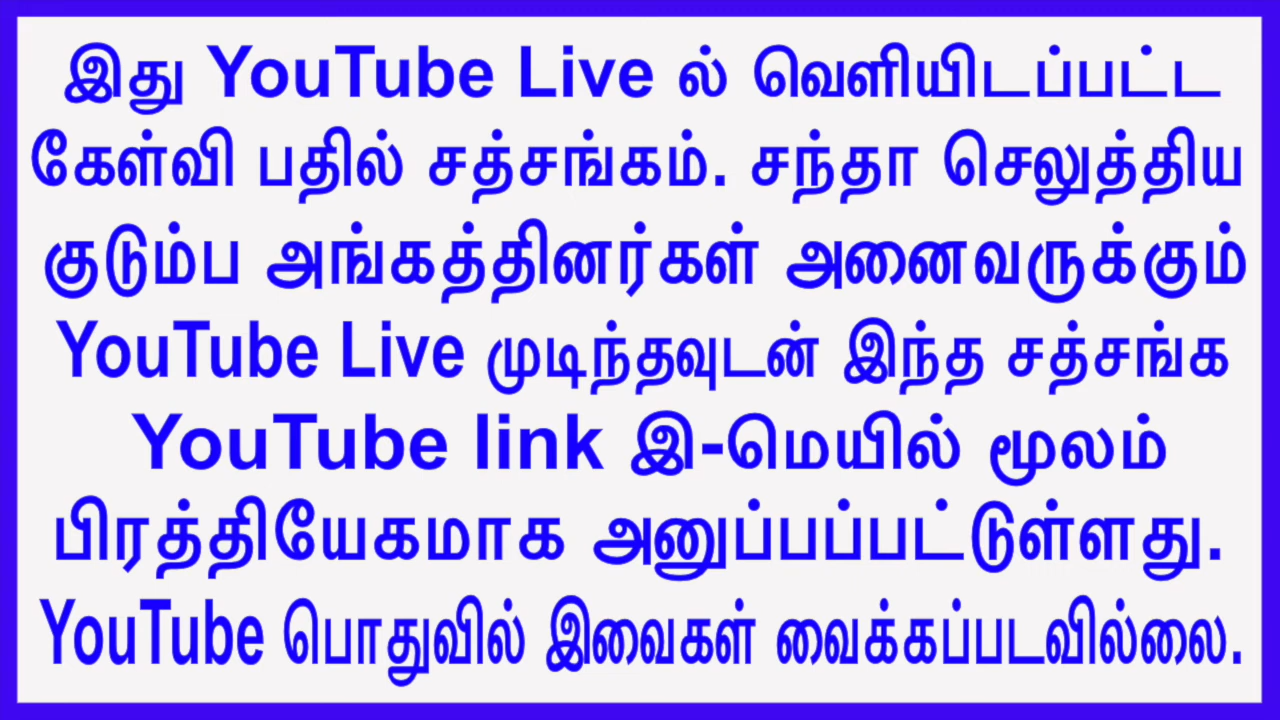 இது YouTube Live ல் வெளியிடப்பட்ட
கேள்வி பதில் சத்சங்கம். சந்தா செலுத்திய
குடும்ப அங்கத்தினர்கள் அனைவருக்கும்
YouTube Live முடிந்தவுடன் இந்த சத்சங்க
YouTube link இ-மெயில் மூலம்
பிரத்தியேகமாக அனுப்பப்பட்டுள்ளது.
YouTube பொதுவில் இவைகள் வைக்கப்படவில்லை.